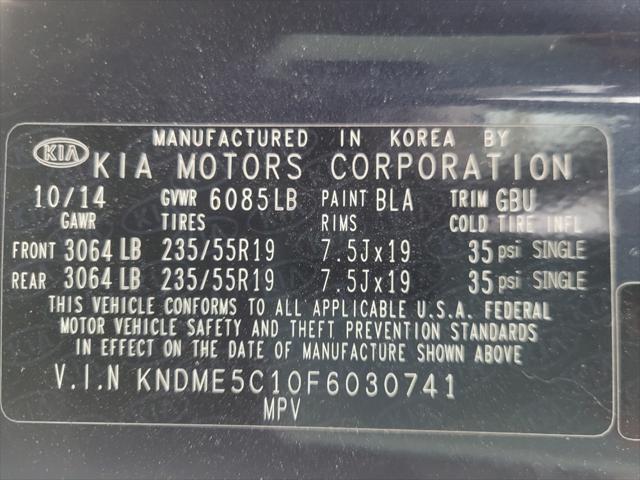 MANUFACTURED IN KOREA BY
KIA KIA MOTORS CORPORATION
10/14 GVWR 6085LB PAINT BLA TRIM GBU
GAWR TIRES RIMS COLD TIRE INFL
FRONT 3064 LB 235/55R19 7.5Jx19 35 psi SINGLE
REAR 3064 LB 235/55R19 7.5Jx19 35 psi SINGLE
THIS VEHICLE CONFORMS TO ALL APPLICABLE U.S.A. FEDERAL
MOTOR VEHICLE SAFETY AND THEFT PREVENTION STANDARDS
IN EFFECT ON THE DATE OF MANUFACTURE SHOWN ABOVE
V.I.N KNDME5C10F6030741
MPV